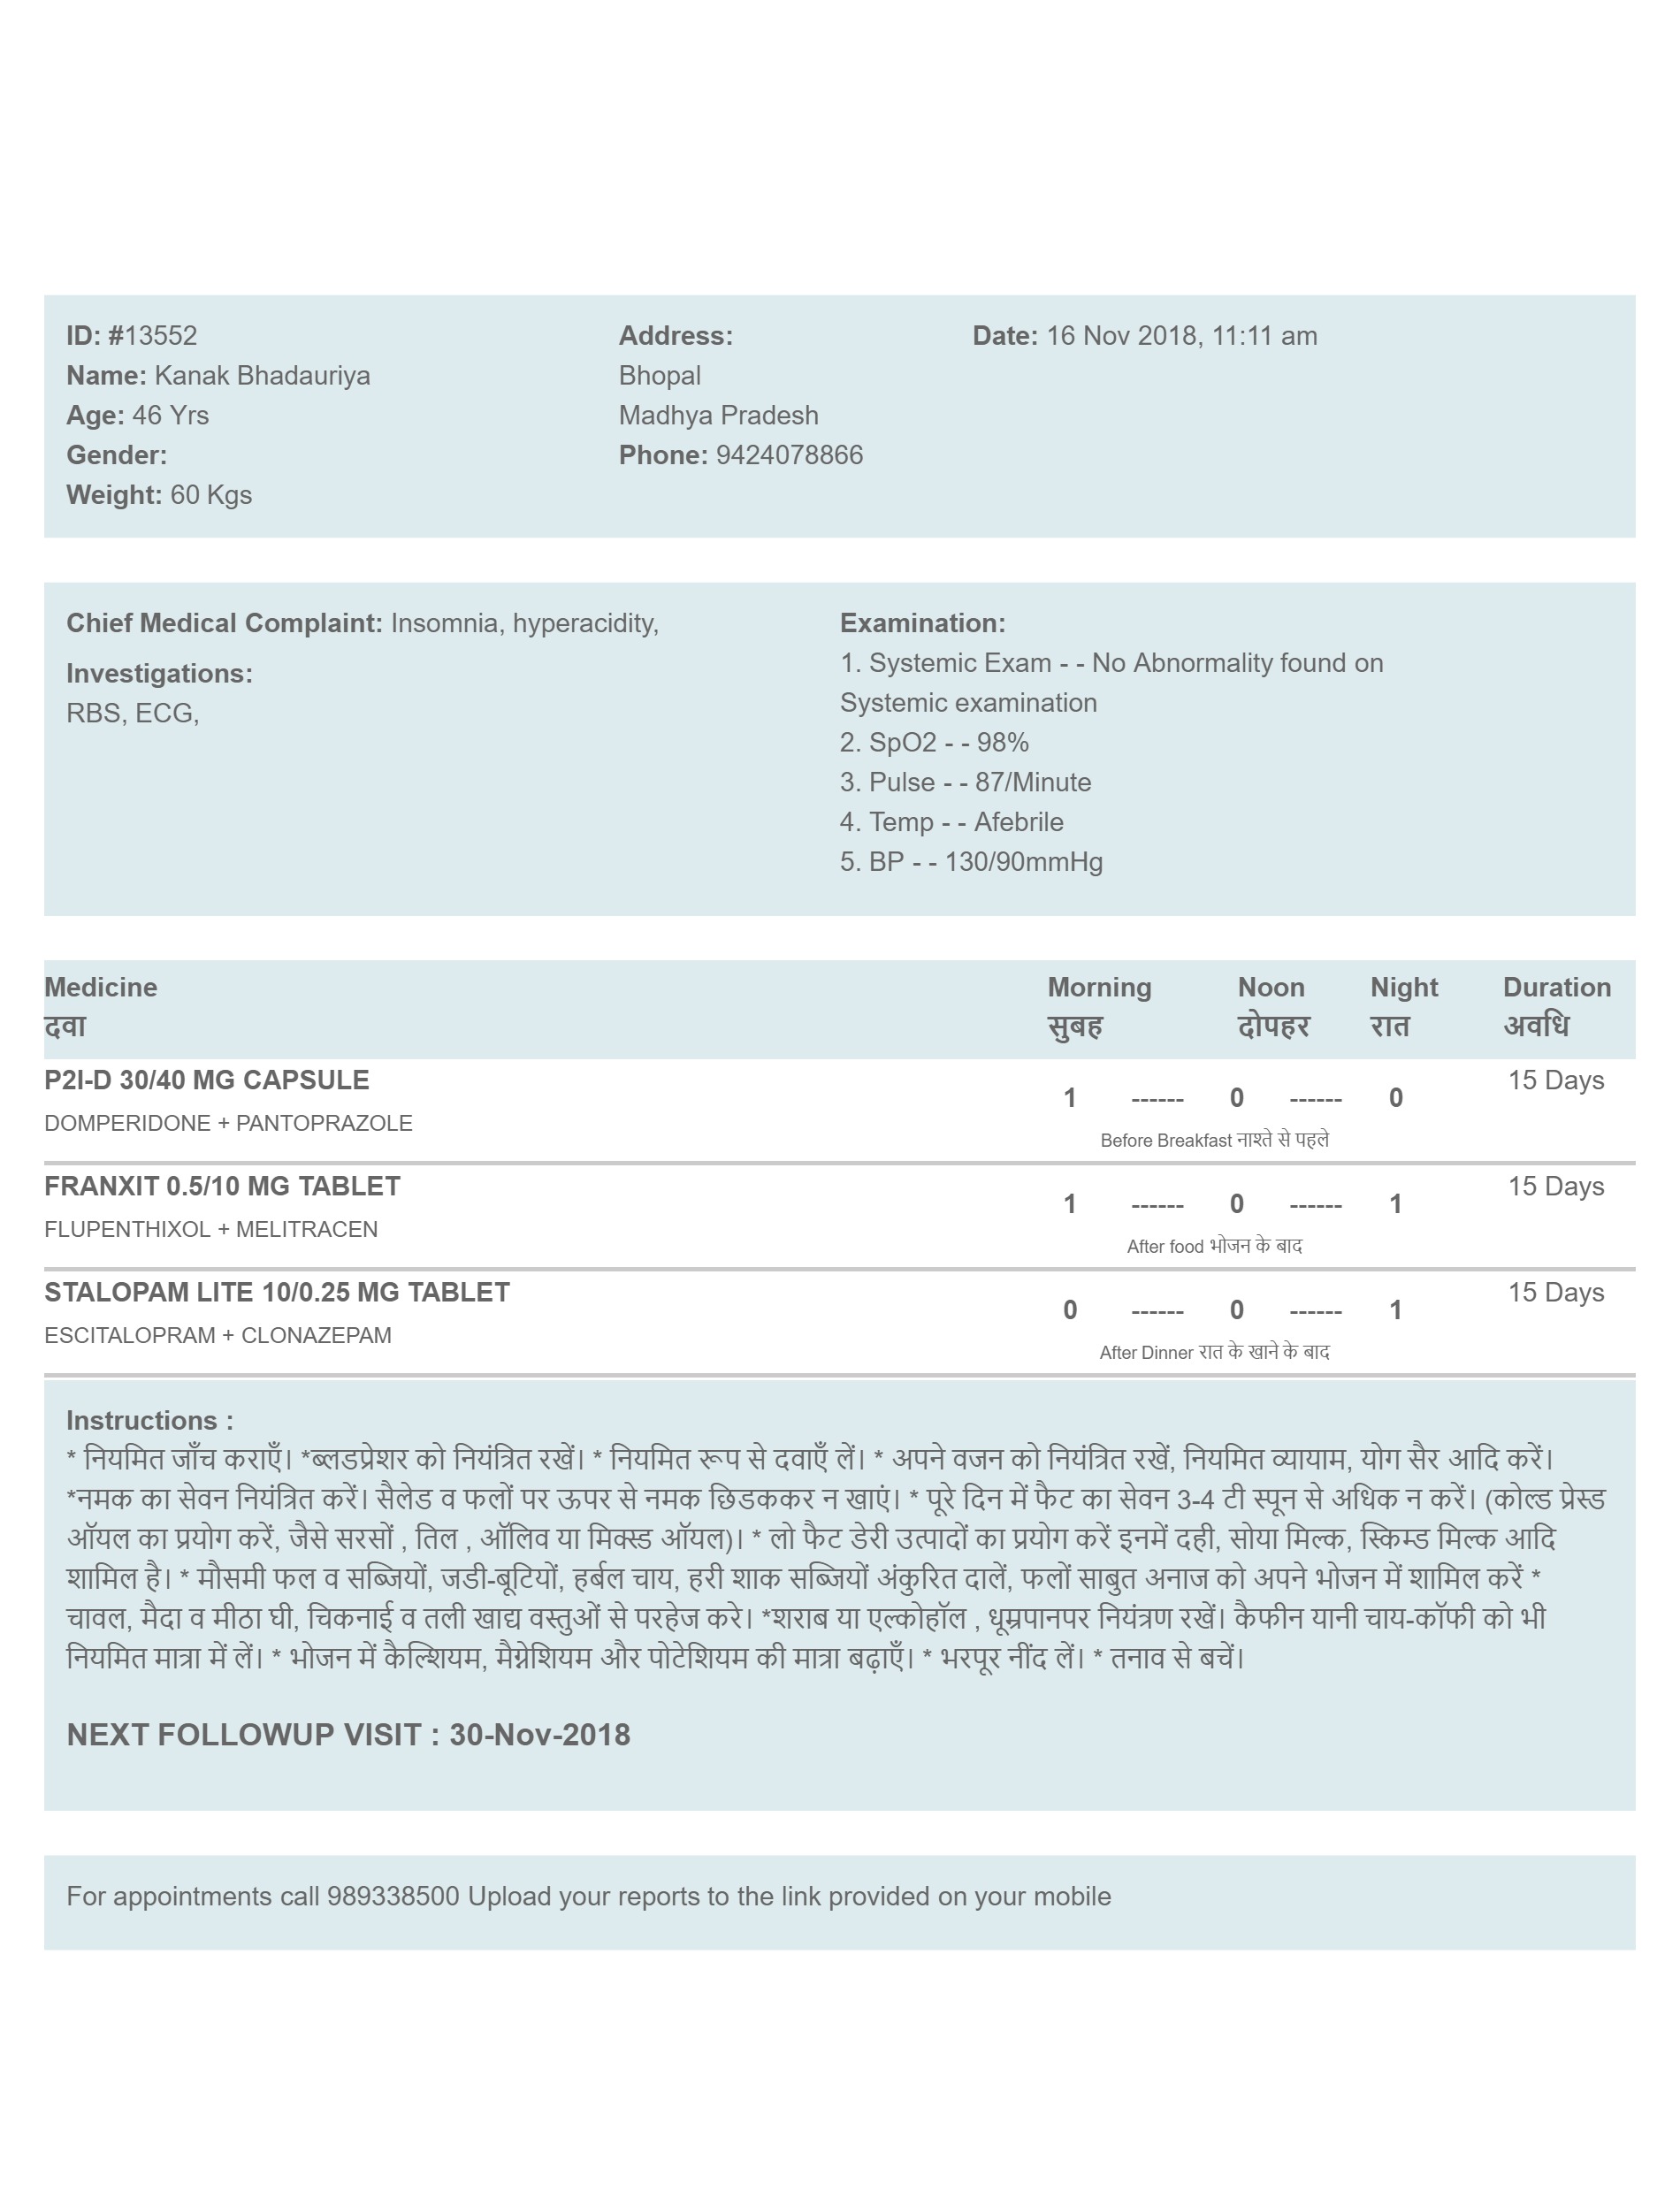 ID: #13552
Name: Kanak Bhadauriya
Age: 46 Yrs
Gender:
Weight: 60 Kgs
Address:
Bhopal
Madhya Pradesh
Phone: 9424078866
Date: 16 Nov 2018, 11:11 am
Chief Medical Complaint: Insomnia, hyperacidity,
Investigations:
RBS, ECG,
Examination:
1. Systemic Exam - - No Abnormality found on
Systemic examination
2. SpO2 - - 98%
3. Pulse - - 87/Minute
4. Temp - - Afebrile
5. BP - - 130/90mmHg
Medicine Morning Noon Night Duration
दवा सुबह दोपहर रात अवधि
P2I-D 30/40 MG CAPSULE 15 Days
1 ------ 0 ------ 0
DOMPERIDONE + PANTOPRAZOLE
Before Breakfast नाश्ते से पहले
FRANXIT 0.5/10 MG TABLET 15 Days
1 ------ 0 ------ 1
FLUPENTHIXOL + MELITRACEN
After food भोजन के बाद
STALOPAM LITE 10/0.25 MG TABLET 15 Days
0 ------ 0 ------ 1
ESCITALOPRAM + CLONAZEPAM
After Dinner रात के खाने के बाद
Instructions :
* नियमित जाँच कराएँ। *ब्लडप्रेशर को नियंत्रित रखें। * नियमित रूप से दवाएँ लें। * अपने वजन को नियंत्रित रखें, नियमित व्यायाम, योग सैर आदि करें।
*नमक का सेवन नियंत्रित करें। सैलेड व फलों पर ऊपर से नमक छिडककर न खाएं। * पूरे दिन में फैट का सेवन 3-4 टी स्पून से अधिक न करें। (कोल्ड प्रेस्ड
ऑयल का प्रयोग करें, जैसे सरसों , तिल , ऑलिव या मिक्स्ड ऑयल)। * लो फैट डेरी उत्पादों का प्रयोग करें इनमें दही, सोया मिल्क, स्किम्ड मिल्क आदि
शामिल है। * मौसमी फल व सब्जियों, जडी-बूटियों, हर्बल चाय, हरी शाक सब्जियों अंकुरित दालें, फलों साबुत अनाज को अपने भोजन में शामिल करें *
चावल, मैदा व मीठा घी, चिकनाई व तली खाद्य वस्तुओं से परहेज करे। *शराब या एल्कोहॉल , धूम्रपानपर नियंत्रण रखें। कैफीन यानी चाय-कॉफी को भी
नियमित मात्रा में लें। * भोजन में कैल्शियम, मैग्नेशियम और पोटेशियम की मात्रा बढ़ाएँ। * भरपूर नींद लें। * तनाव से बचें।
NEXT FOLLOWUP VISIT : 30-Nov-2018
For appointments call 989338500 Upload your reports to the link provided on your mobile